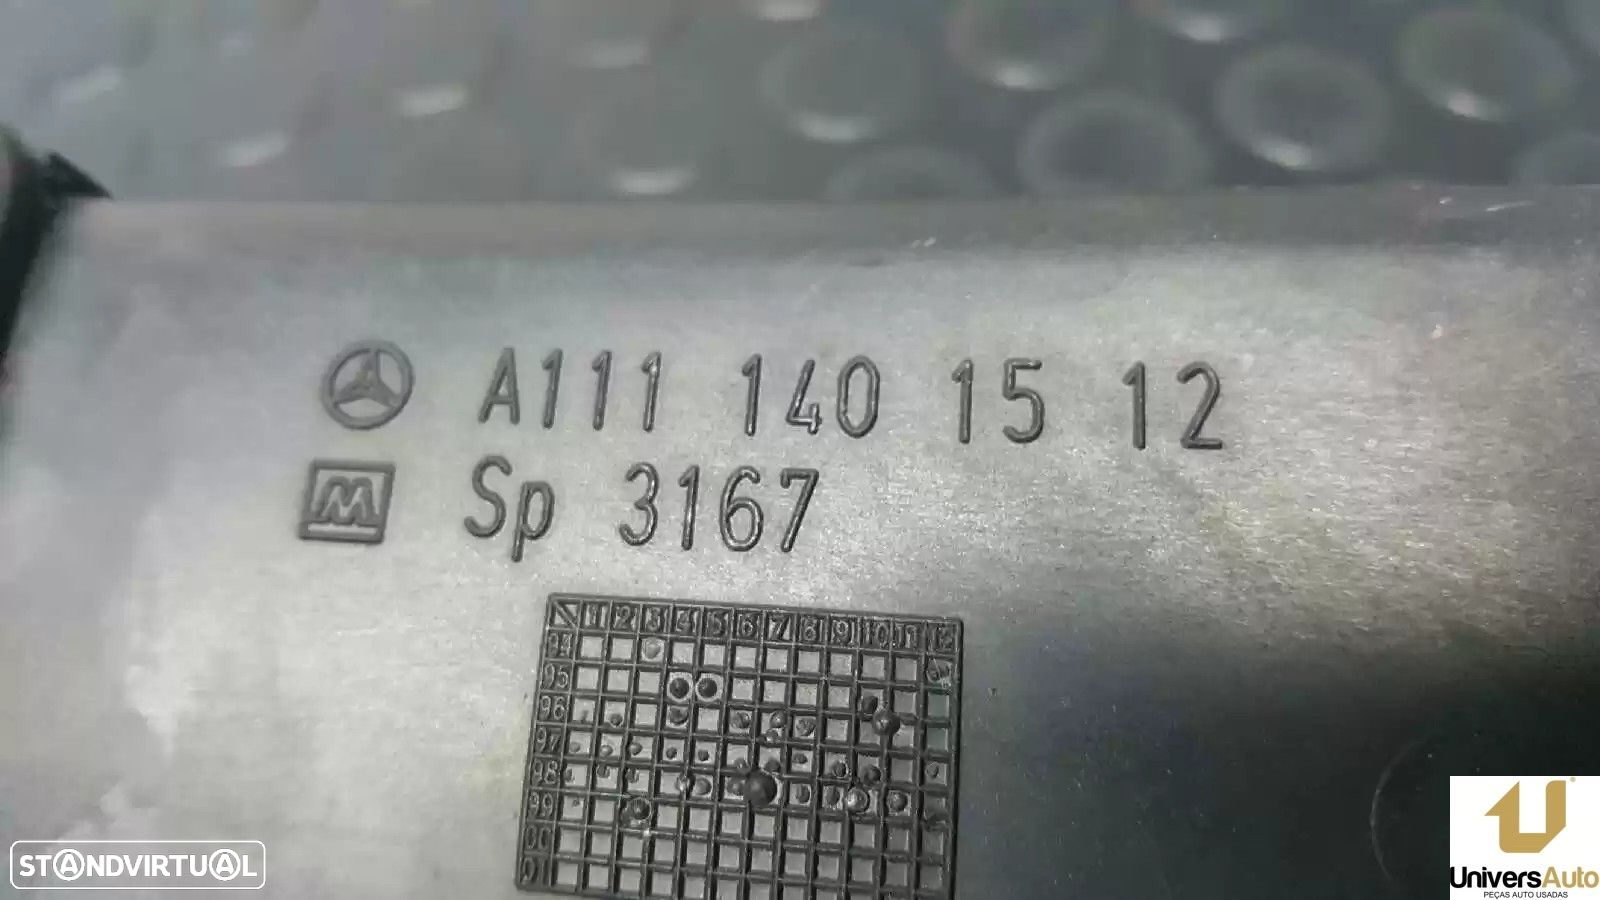 A111 140 15 12
M
Sp 3167
1 2 3 4 5 6 7 8 9 10 11 12
94
95
96
97
98
99
00
01
STANDVIRTUAL
UniversAuto
PEÇAS AUTO USADAS